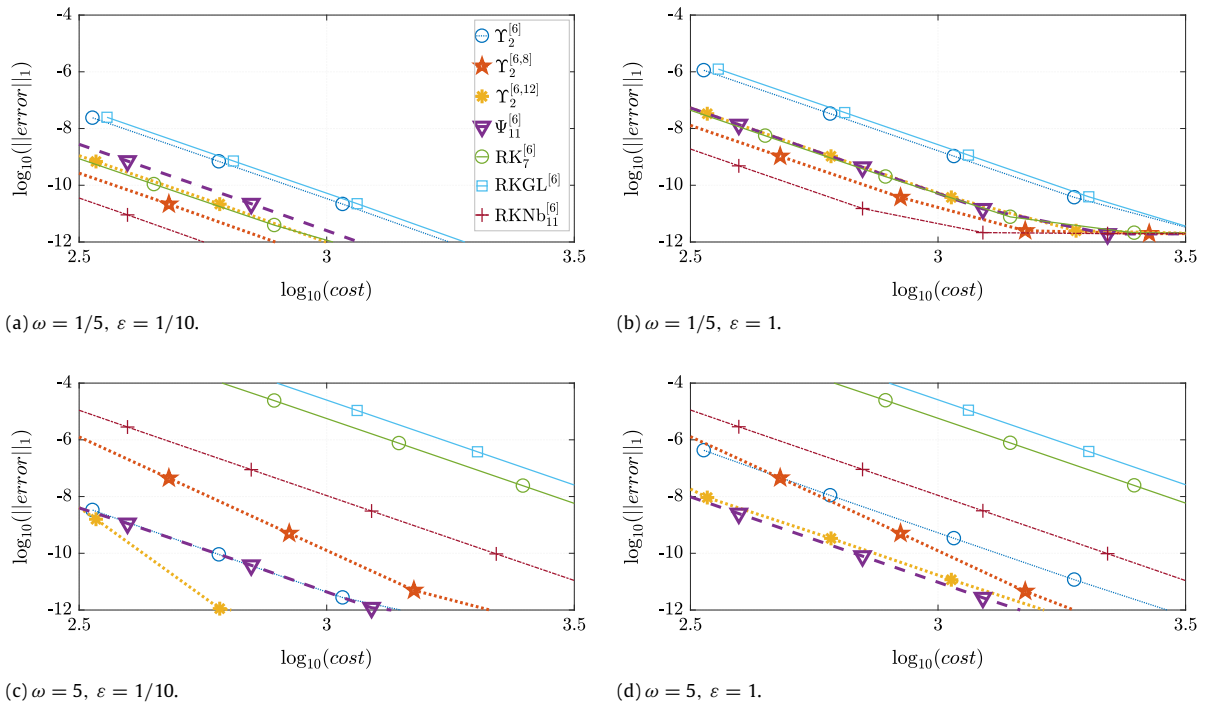 -4
-6
-8
-10
-12
log₁₀(||error||₁)
2.5 3 3.5
log₁₀(cost)
ϒ₂^[6]
ϒ₂^[6,8]
ϒ₂^[6,12]
Ψ₁₁^[6]
RK₇^[6]
RKGL^[6]
RKNb₁₁^[6]
(a) ω = 1/5, ε = 1/10.
-4
-6
-8
-10
-12
log₁₀(||error||₁)
2.5 3 3.5
log₁₀(cost)
(b) ω = 1/5, ε = 1.
-4
-6
-8
-10
-12
log₁₀(||error||₁)
2.5 3 3.5
log₁₀(cost)
(c) ω = 5, ε = 1/10.
-4
-6
-8
-10
-12
log₁₀(||error||₁)
2.5 3 3.5
log₁₀(cost)
(d) ω = 5, ε = 1.